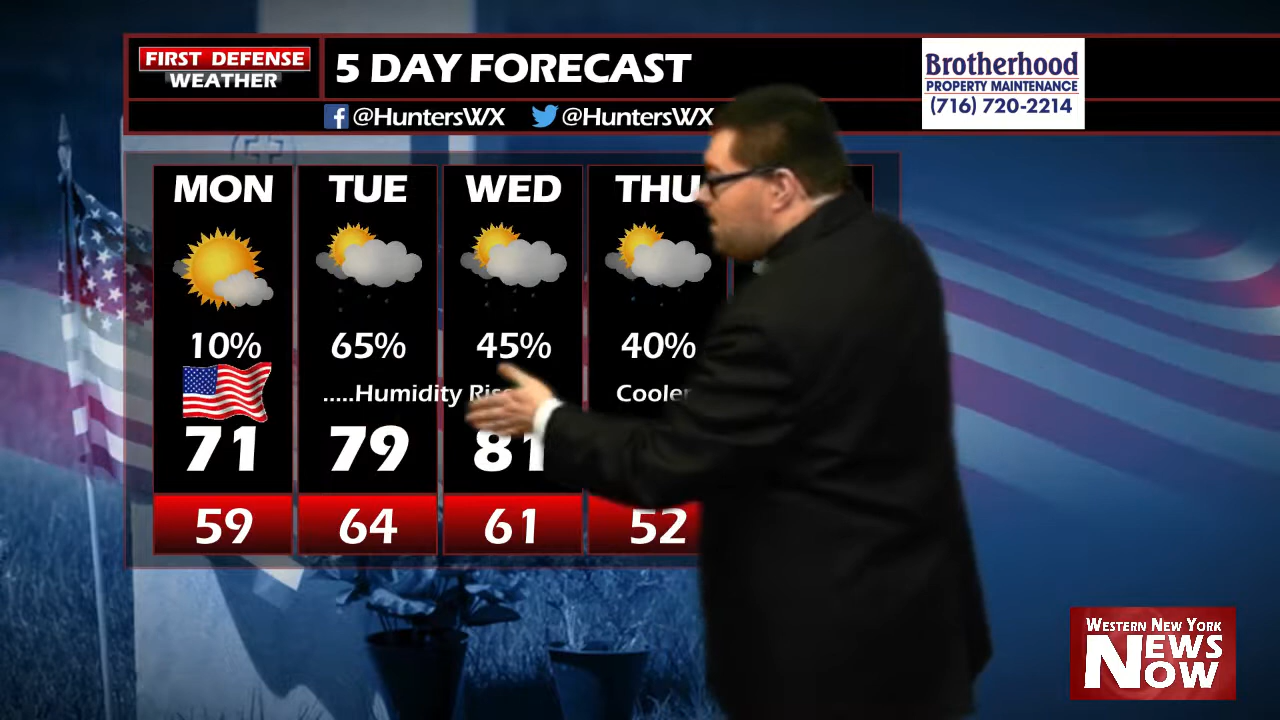 FIRST DEFENSE
WEATHER
5 DAY FORECAST
@HuntersWX @HuntersWX
Brotherhood
PROPERTY MAINTENANCE
(716) 720-2214
MON TUE WED THU
10% 65% 45% 40%
.....Humidity
71 79 81
59 64 61 52
WESTERN NEW YORK
NEWS
NOW